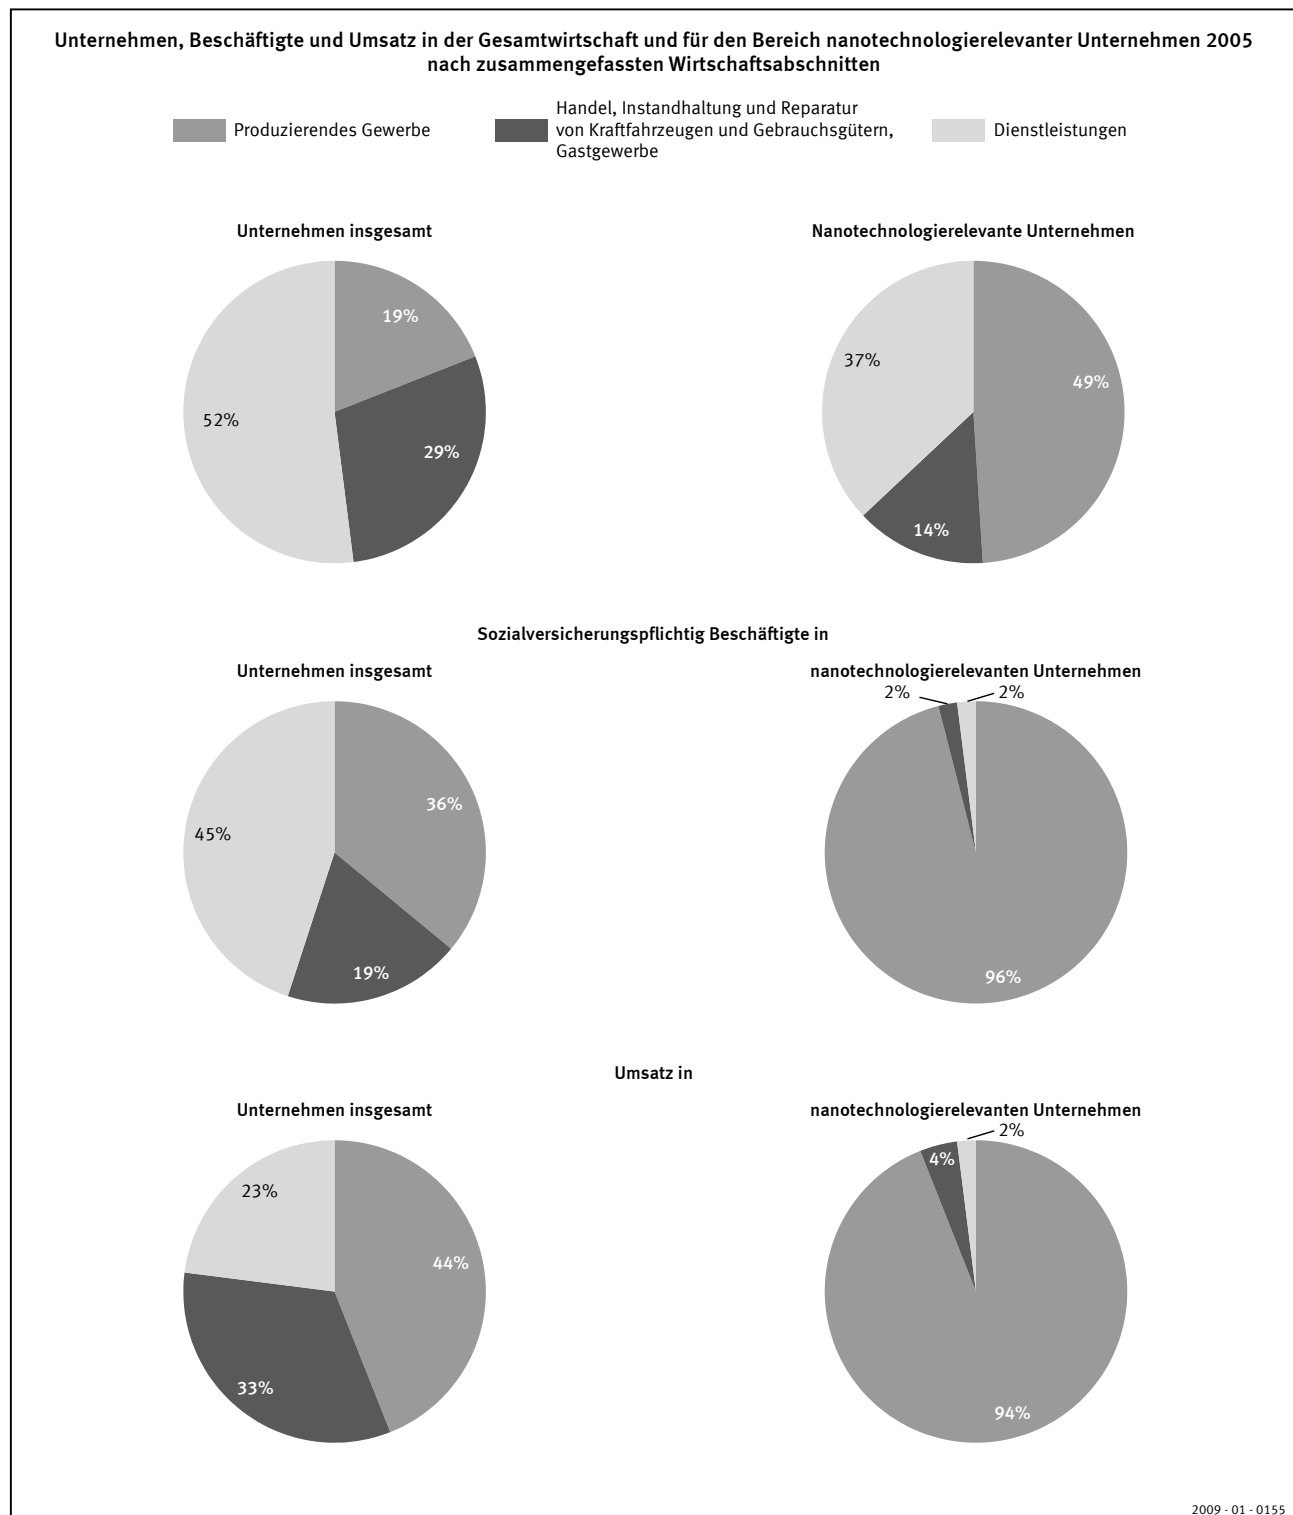 Unternehmen, Beschäftigte und Umsatz in der Gesamtwirtschaft und für den Bereich nanotechnologierelevanter Unternehmen 2005
nach zusammengefassten Wirtschaftsabschnitten
Produzierendes Gewerbe
Handel, Instandhaltung und Reparatur
von Kraftfahrzeugen und Gebrauchsgütern,
Gastgewerbe
Dienstleistungen
Unternehmen insgesamt
19%
29%
52%
Nanotechnologierelevante Unternehmen
49%
14%
37%
Sozialversicherungspflichtig Beschäftigte in
Unternehmen insgesamt
36%
19%
45%
nanotechnologierelevanten Unternehmen
2%
2%
96%
Umsatz in
Unternehmen insgesamt
44%
33%
23%
nanotechnologierelevanten Unternehmen
2%
4%
94%
2009 - 01 - 0155